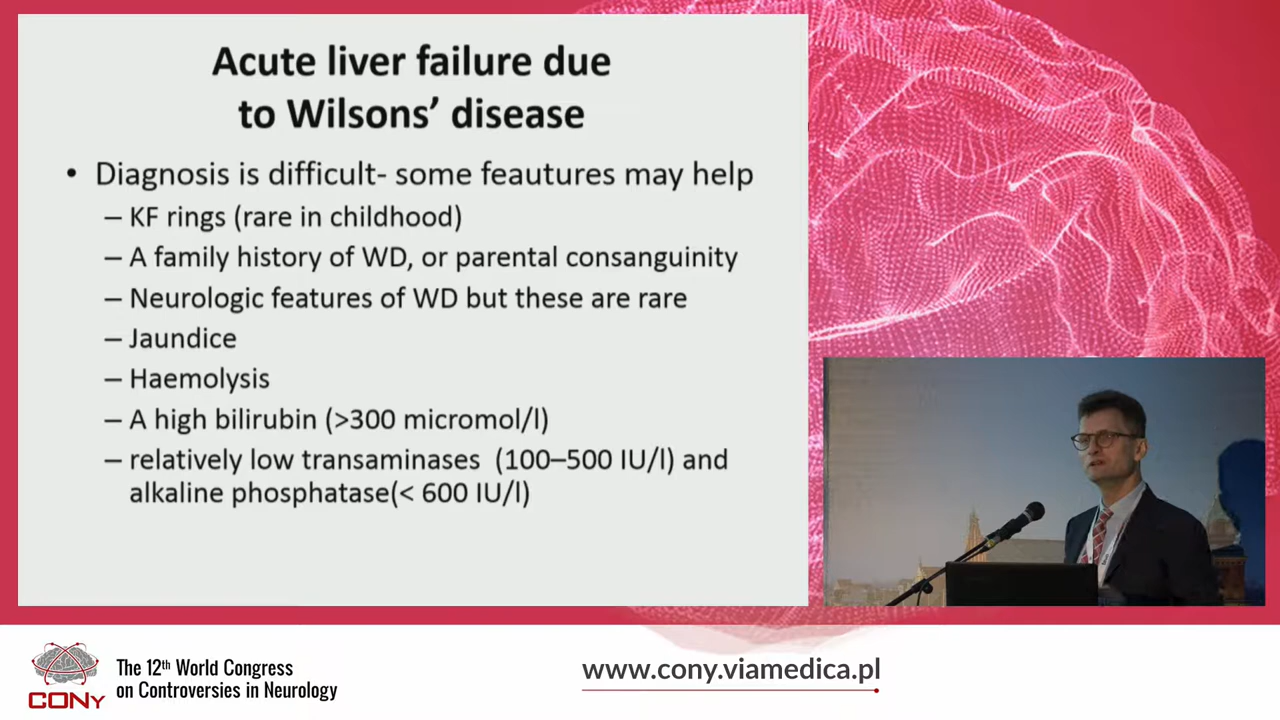 Acute liver failure due
to Wilsons’ disease
• Diagnosis is difficult- some feautures may help
– KF rings (rare in childhood)
– A family history of WD, or parental consanguinity
– Neurologic features of WD but these are rare
– Jaundice
– Haemolysis
– A high bilirubin (>300 micromol/l)
– relatively low transaminases (100–500 IU/l) and
alkaline phosphatase(< 600 IU/l)
CONy
The 12th World Congress
on Controversies in Neurology
www.cony.viamedica.pl